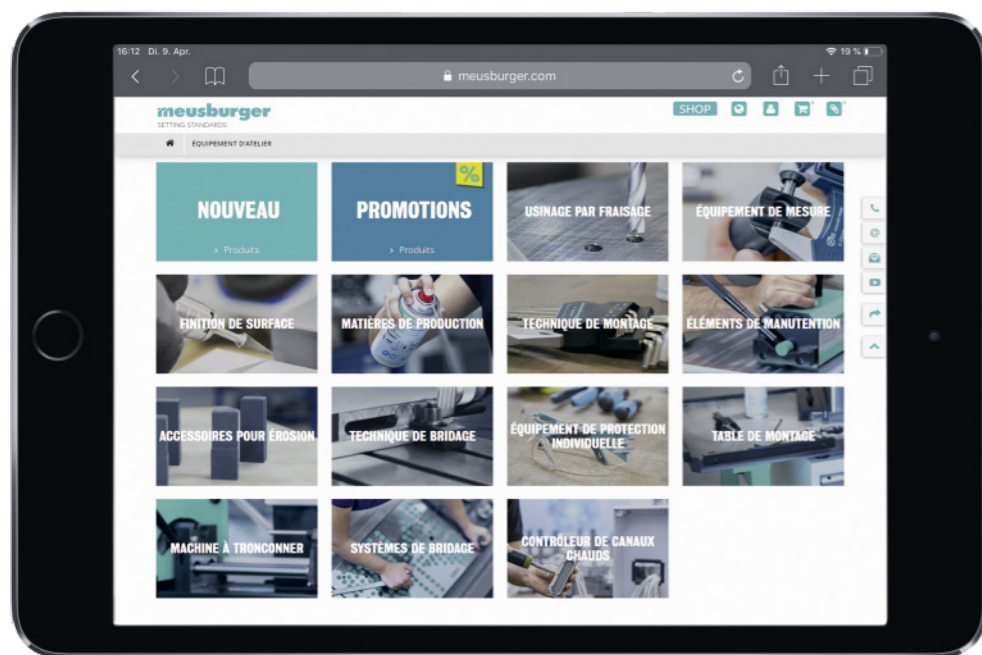 16:12 Di. 9. Apr.
19 %
meusburger.com
meusburger
SETTING STANDARDS
SHOP
ÉQUIPEMENT D'ATELIER
NOUVEAU
> Produits
%
PROMOTIONS
> Produits
USINAGE PAR FRAISAGE
ÉQUIPEMENT DE MESURE
FINITION DE SURFACE
MATIÈRES DE PRODUCTION
TECHNIQUE DE MONTAGE
ÉLÉMENTS DE MANUTENTION
ACCESSOIRES POUR ÉROSION
TECHNIQUE DE BRIDAGE
ÉQUIPEMENT DE PROTECTION
INDIVIDUELLE
TABLE DE MONTAGE
MACHINE À TRONCONNER
SYSTÈMES DE BRIDAGE
CONTRÔLEUR DE CANAUX
CHAUDS